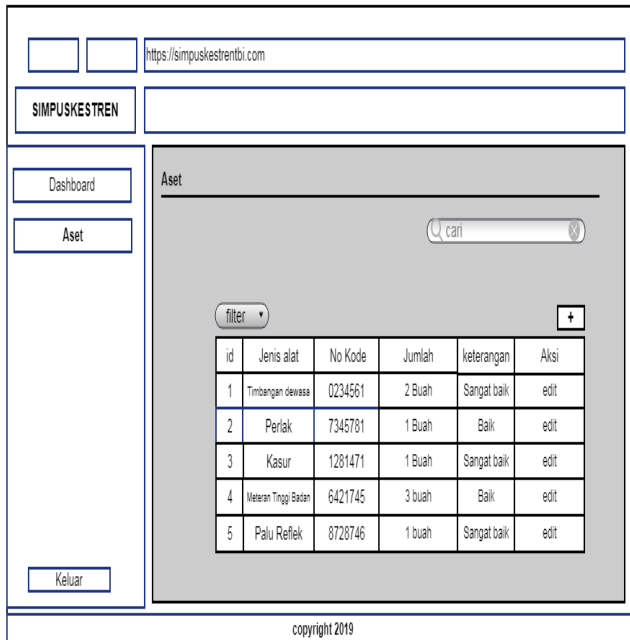 https://simpuskestrentbi.com
SIMPUSKESTREN
Dashboard
Aset
Keluar
Aset
cari
filter
+
id Jenis alat No Kode Jumlah keterangan Aksi
1 Timbangan dewasa 0234561 2 Buah Sangat baik edit
2 Perlak 7345781 1 Buah Baik edit
3 Kasur 1281471 1 Buah Sangat baik edit
4 Meteran Tinggi Badan 6421745 3 buah Baik edit
5 Palu Reflek 8728746 1 buah Sangat baik edit
copyright 2019